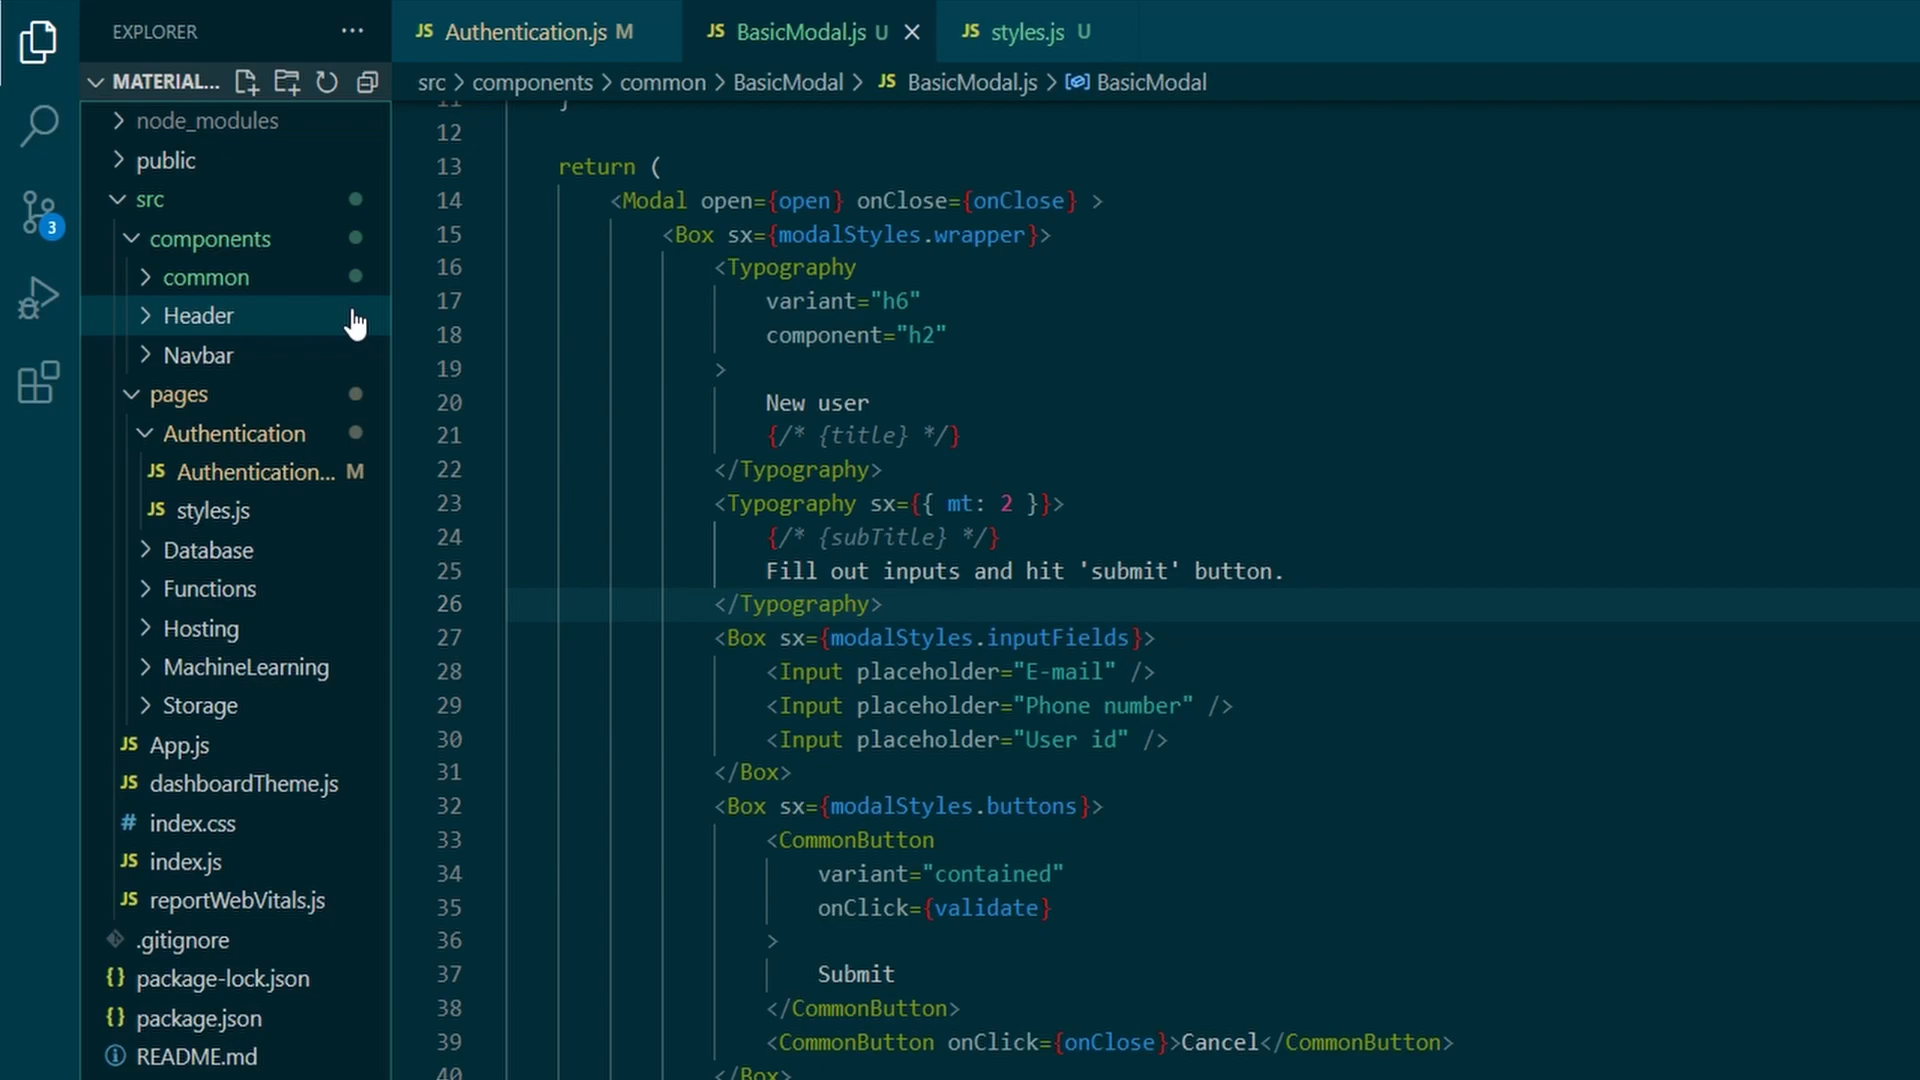 EXPLORER
MATERIAL...
node_modules
public
src
components
common
Header
Navbar
pages
Authentication
JS Authentication... M
JS styles.js
Database
Functions
Hosting
MachineLearning
Storage
JS App.js
JS dashboardTheme.js
# index.css
JS index.js
JS reportWebVitals.js
.gitignore
{} package-lock.json
{} package.json
README.md
3
JS Authentication.js M
JS BasicModal.js U
JS styles.js U
src > components > common > BasicModal > JS BasicModal.js > BasicModal
11 }
12
13 return (
14 <Modal open={open} onClose={onClose} >
15 <Box sx={modalStyles.wrapper}>
16 <Typography
17 variant="h6"
18 component="h2"
19 >
20 New user
21 {/* {title} */}
22 </Typography>
23 <Typography sx={{ mt: 2 }}>
24 {/* {subTitle} */}
25 Fill out inputs and hit 'submit' button.
26 </Typography>
27 <Box sx={modalStyles.inputFields}>
28 <Input placeholder="E-mail" />
29 <Input placeholder="Phone number" />
30 <Input placeholder="User id" />
31 </Box>
32 <Box sx={modalStyles.buttons}>
33 <CommonButton
34 variant="contained"
35 onClick={validate}
36 >
37 Submit
38 </CommonButton>
39 <CommonButton onClick={onClose}>Cancel</CommonButton>
40 </Box>